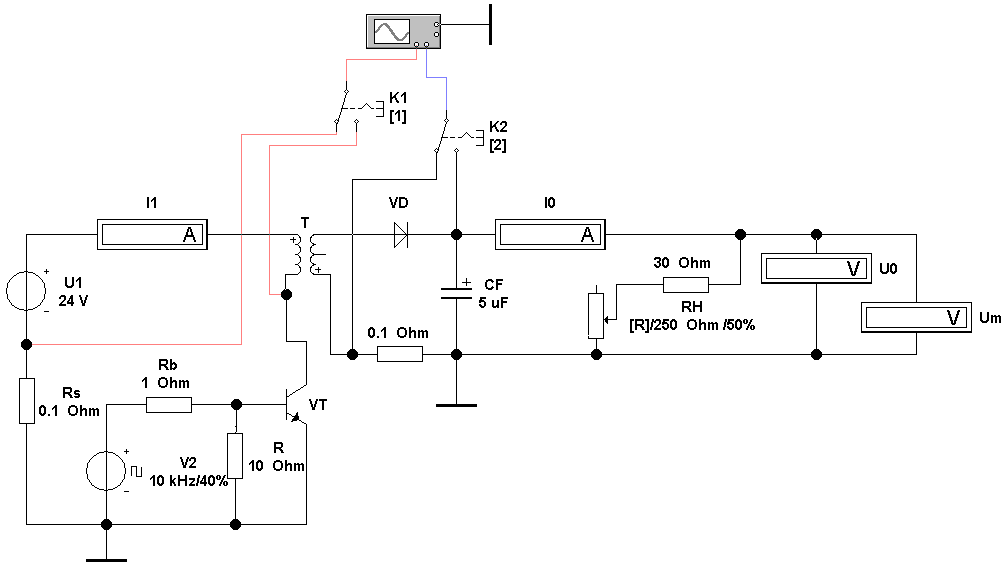 K1
[1]
K2
[2]
I1
A
T
VD
I0
A
U1
24 V
CF
5 uF
30 Ohm
RH
[R]/250 Ohm /50%
V
U0
V
Um
0.1 Ohm
Rs
0.1 Ohm
Rb
1 Ohm
VT
V2
10 kHz/40%
R
10 Ohm